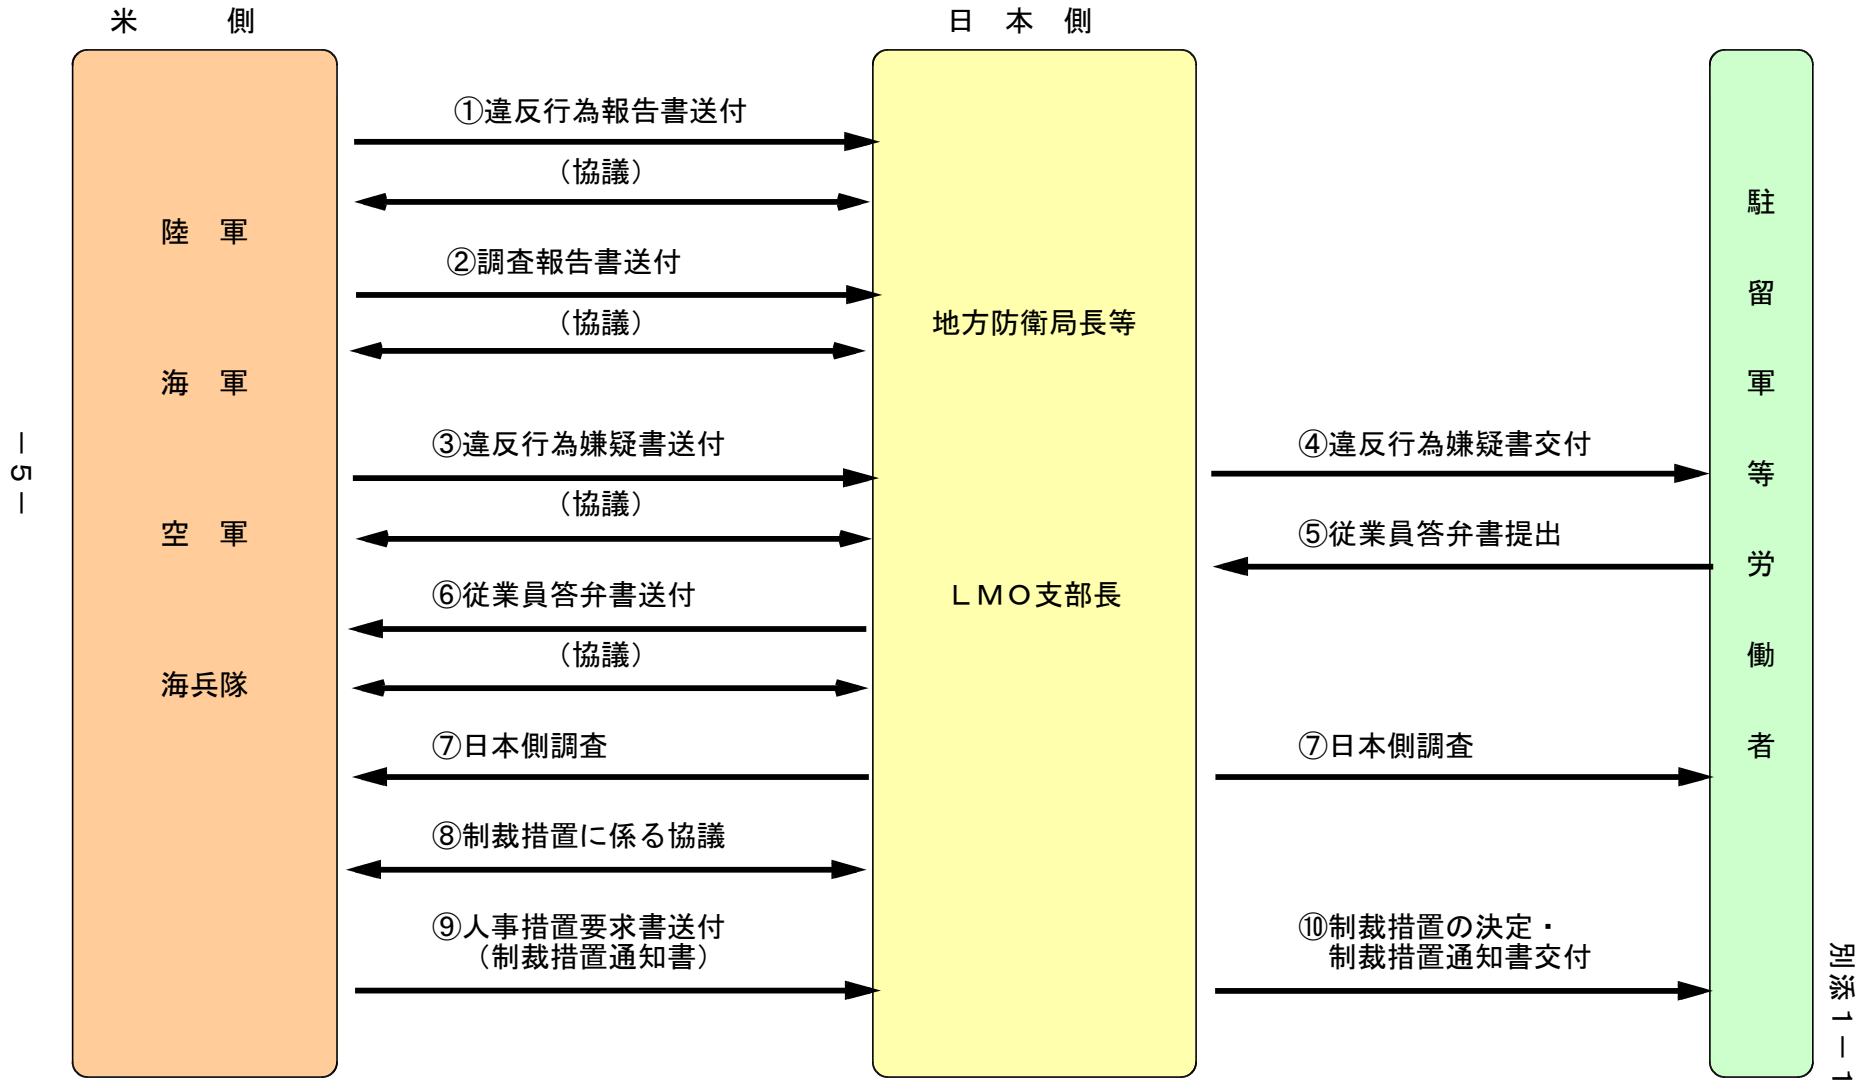 米　　　側
日　本　側
①違反行為報告書送付
（協議）
陸　軍
②調査報告書送付
（協議）
海　軍
③違反行為嫌疑書送付
（協議）
空　軍
⑥従業員答弁書送付
（協議）
海兵隊
⑦日本側調査
⑧制裁措置に係る協議
⑨人事措置要求書送付
（制裁措置通知書）
地方防衛局長等
ＬＭＯ支部長
④違反行為嫌疑書交付
⑤従業員答弁書提出
⑦日本側調査
⑩制裁措置の決定・
制裁措置通知書交付
駐留軍等労働者
－5－
別添１－１